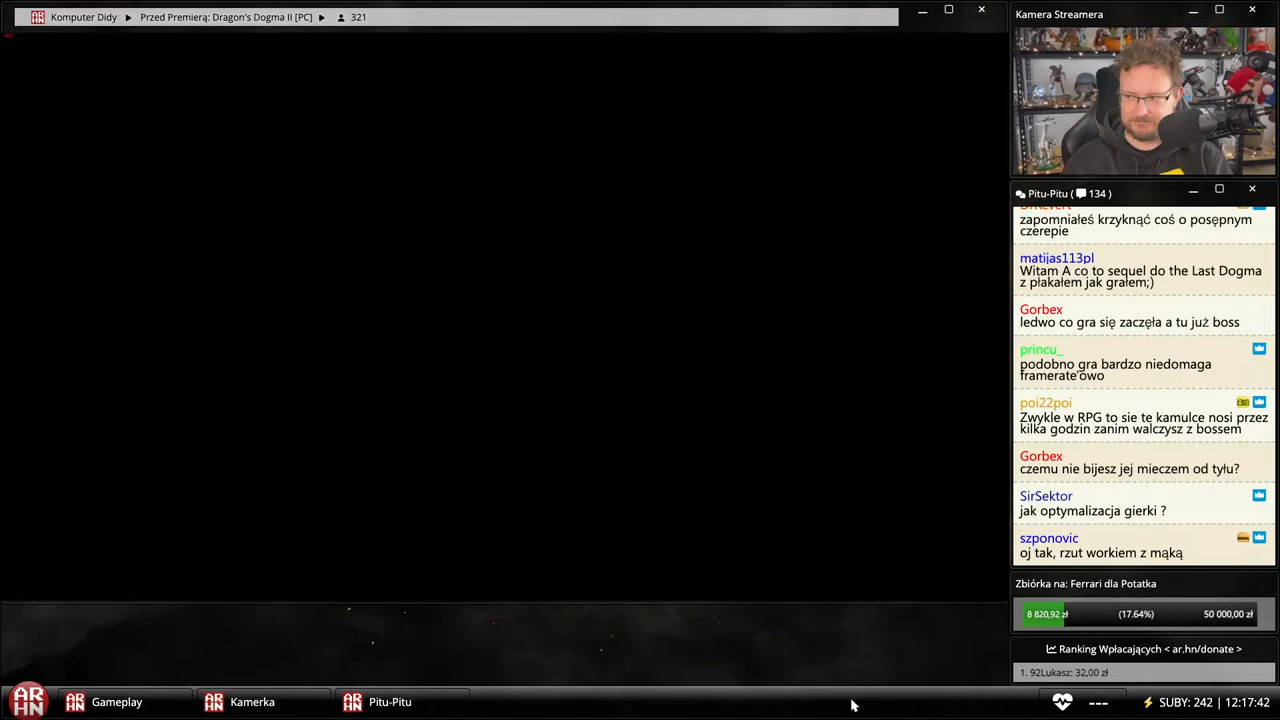 ARHN Komputer Didy ▶ Przed Premierą: Dragon's Dogma II [PC] ▶ 321
Kamera Streamera
Pitu-Pitu ( 134 )
zapomniałeś krzyknąć coś o posępnym
czerepie
matijas113pl
Witam A co to sequel do the Last Dogma
z płakałem jak grałem;)
Gorbex
ledwo co gra się zaczęła a tu już boss
princu_
podobno gra bardzo niedomaga
framerate'owo
poi22poi
Zwykle w RPG to sie te kamulce nosi przez
kilka godzin zanim walczysz z bossem
Gorbex
czemu nie bijesz jej mieczem od tyłu?
SirSektor
jak optymalizacja gierki ?
szponovic
oj tak, rzut workiem z mąką
Zbiórka na: Ferrari dla Potatka
8 820,92 zł (17.64%) 50 000,00 zł
Ranking Wpłacających < ar.hn/donate >
1. 92Lukasz: 32,00 zł
ARHN ARHN Gameplay ARHN Kamerka ARHN Pitu-Pitu --- SUBY: 242 | 12:17:42